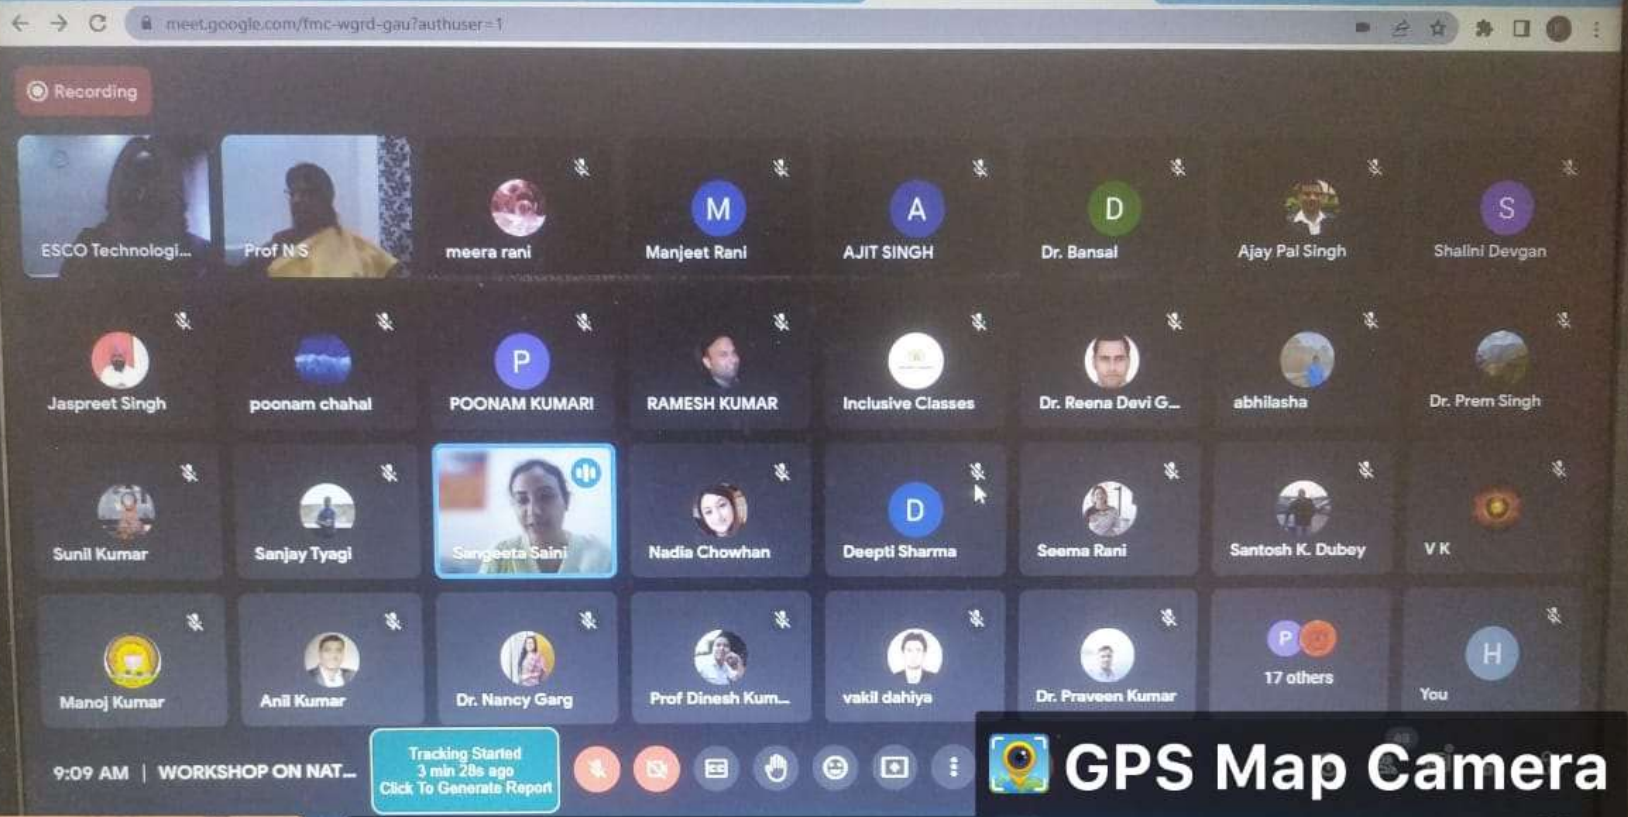 meet.google.com/fmc-wgrd-gau?authuser=1
Recording
ESCO Technologi...
Prof N S
meera rani
M
Manjeet Rani
A
AJIT SINGH
D
Dr. Bansal
Ajay Pal Singh
S
Shalini Devgan
Jaspreet Singh
poonam chahal
P
POONAM KUMARI
RAMESH KUMAR
Inclusive Classes
Dr. Reena Devi G...
abhilasha
Dr. Prem Singh
Sunil Kumar
Sanjay Tyagi
Sangeeta Saini
Nadia Chowhan
D
Deepti Sharma
Seema Rani
Santosh K. Dubey
V K
Manoj Kumar
Anil Kumar
Dr. Nancy Garg
Prof Dinesh Kum...
vakil dahiya
Dr. Praveen Kumar
P
17 others
H
You
9:09 AM | WORKSHOP ON NAT...
Tracking Started
3 min 28s ago
Click To Generate Report
CC
GPS Map Camera